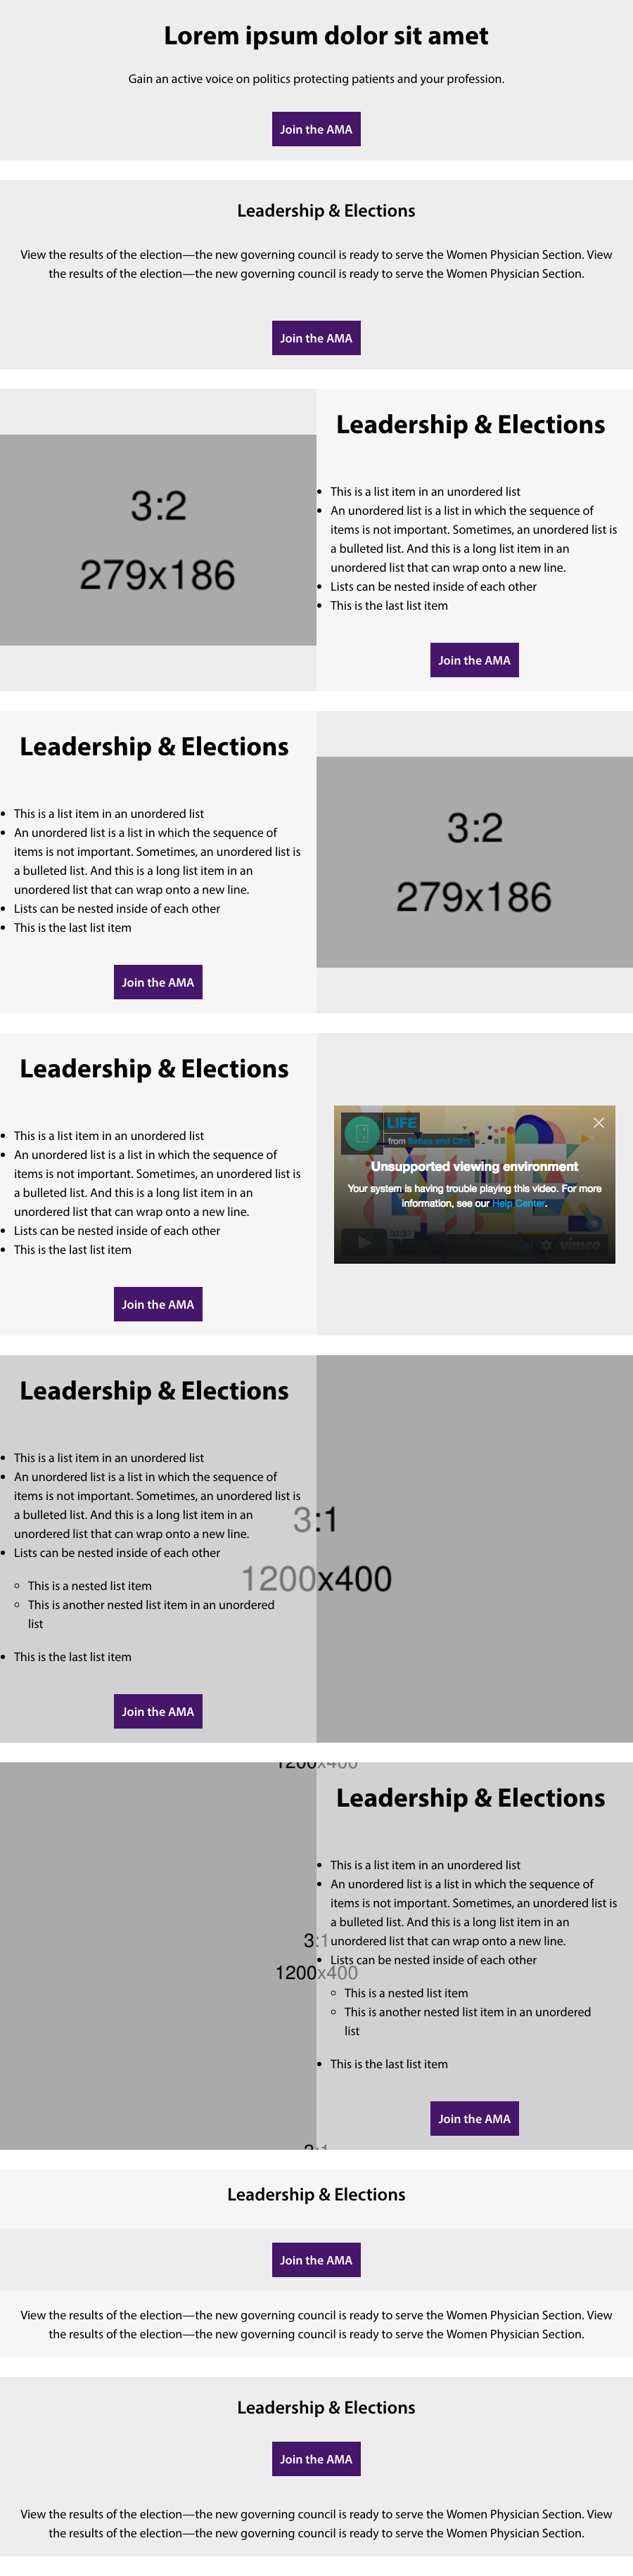 Lorem ipsum dolor sit amet
Gain an active voice on politics protecting patients and your profession.
Join the AMA
Leadership & Elections
View the results of the election—the new governing council is ready to serve the Women Physician Section. View
the results of the election—the new governing council is ready to serve the Women Physician Section.
Join the AMA
3:2
279x186
Leadership & Elections
• This is a list item in an unordered list
• An unordered list is a list in which the sequence of
items is not important. Sometimes, an unordered list is
a bulleted list. And this is a long list item in an
unordered list that can wrap onto a new line.
• Lists can be nested inside of each other
• This is the last list item
Join the AMA
Leadership & Elections
• This is a list item in an unordered list
• An unordered list is a list in which the sequence of
items is not important. Sometimes, an unordered list is
a bulleted list. And this is a long list item in an
unordered list that can wrap onto a new line.
• Lists can be nested inside of each other
• This is the last list item
Join the AMA
3:2
279x186
Leadership & Elections
• This is a list item in an unordered list
• An unordered list is a list in which the sequence of
items is not important. Sometimes, an unordered list is
a bulleted list. And this is a long list item in an
unordered list that can wrap onto a new line.
• Lists can be nested inside of each other
• This is the last list item
Join the AMA
LIFE
from Sebas and Clim
Unsupported viewing environment
Your system is having trouble playing this video. For more
information, see our Help Center.
vimeo
Leadership & Elections
• This is a list item in an unordered list
• An unordered list is a list in which the sequence of
items is not important. Sometimes, an unordered list is
a bulleted list. And this is a long list item in an
unordered list that can wrap onto a new line.
• Lists can be nested inside of each other
◦ This is a nested list item
◦ This is another nested list item in an unordered
list
• This is the last list item
Join the AMA
3:1
1200x400
1200x400
3:1
1200x400
3:1
Leadership & Elections
• This is a list item in an unordered list
• An unordered list is a list in which the sequence of
items is not important. Sometimes, an unordered list is
a bulleted list. And this is a long list item in an
unordered list that can wrap onto a new line.
• Lists can be nested inside of each other
◦ This is a nested list item
◦ This is another nested list item in an unordered
list
• This is the last list item
Join the AMA
Leadership & Elections
Join the AMA
View the results of the election—the new governing council is ready to serve the Women Physician Section. View
the results of the election—the new governing council is ready to serve the Women Physician Section.
Leadership & Elections
Join the AMA
View the results of the election—the new governing council is ready to serve the Women Physician Section. View
the results of the election—the new governing council is ready to serve the Women Physician Section.